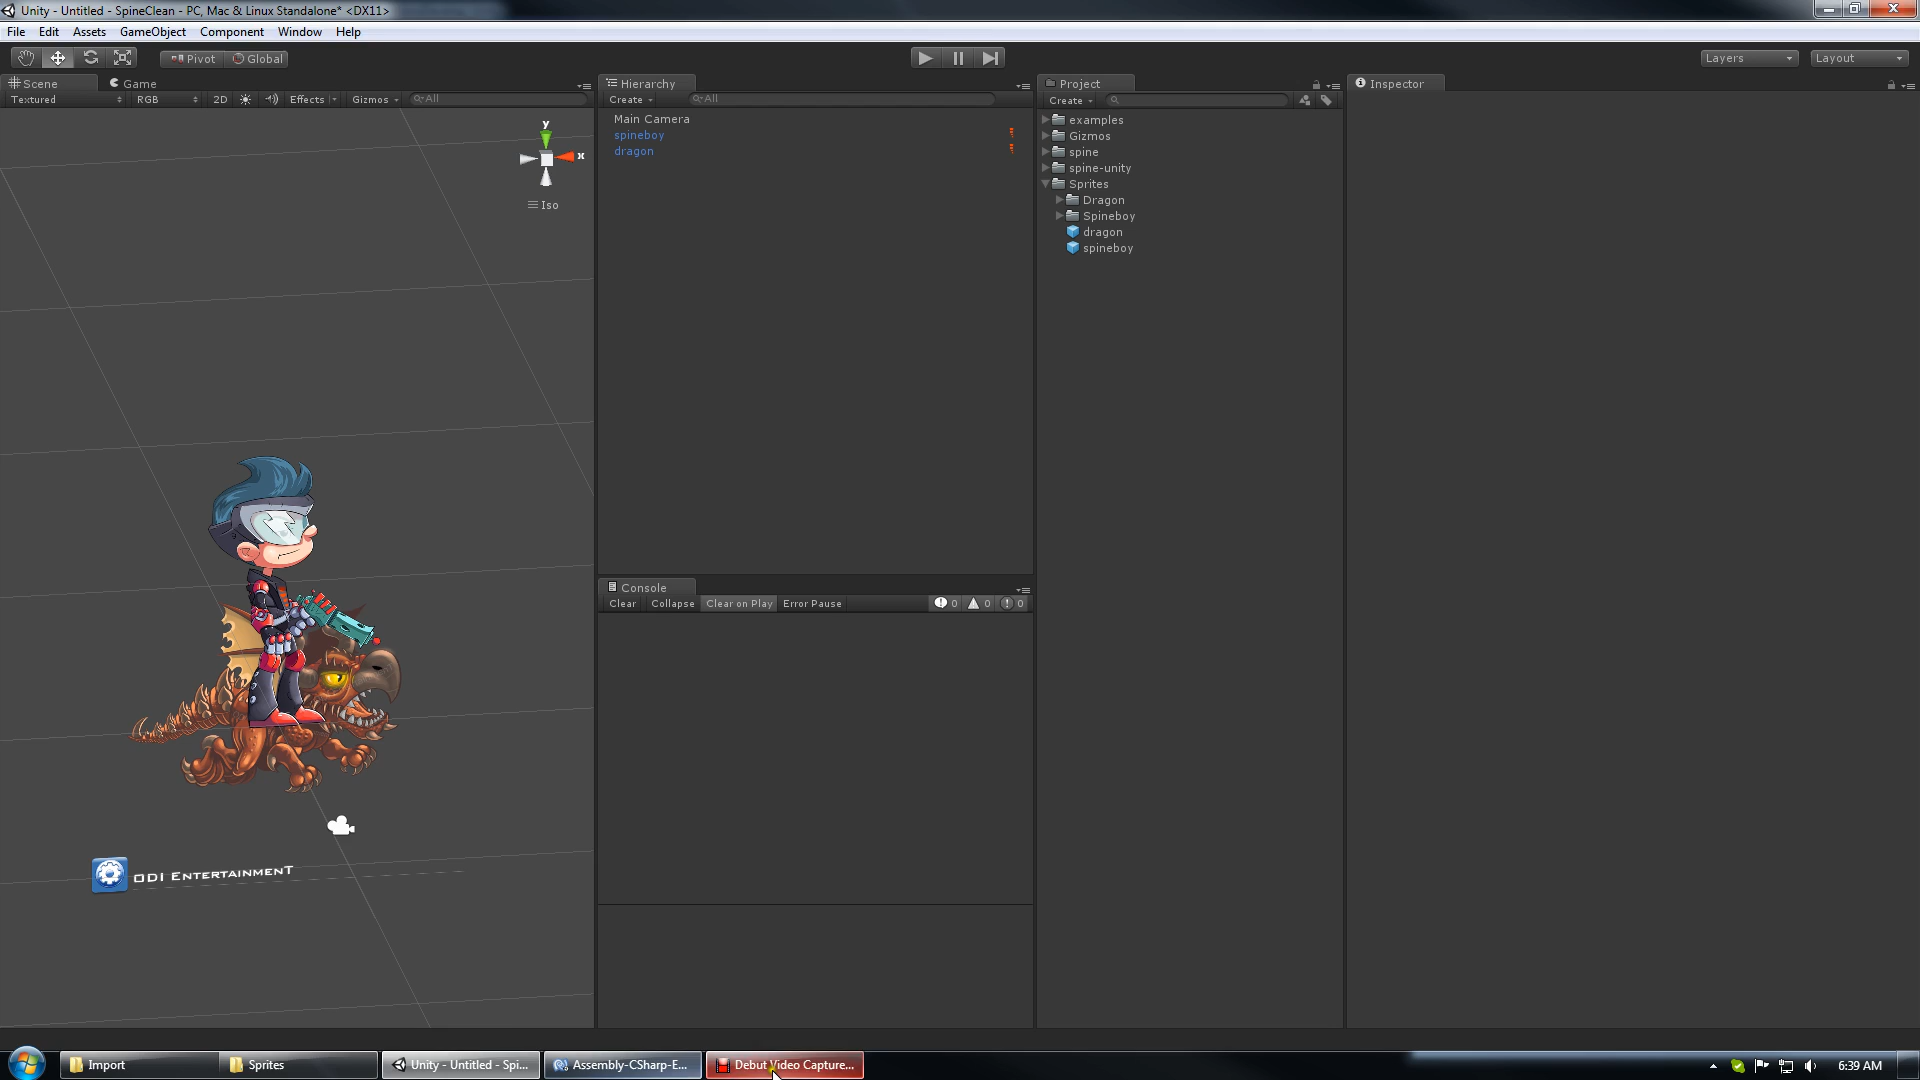 Unity - Untitled - SpineClean - PC, Mac & Linux Standalone* <DX11>
File Edit Assets GameObject Component Window Help
Pivot Global
Layers Layout
Scene Game
Textured RGB 2D Effects Gizmos All
y
x
Iso
ODI ENTERTAINMENT
Hierarchy
Create All
Main Camera
spineboy
dragon
Console
Clear Collapse Clear on Play Error Pause 0 0 0
Project
Create
examples
Gizmos
spine
spine-unity
Sprites
Dragon
Spineboy
dragon
spineboy
Inspector
Import Sprites Unity - Untitled - Spi... Assembly-CSharp-E... Debut Video Capture... 6:39 AM